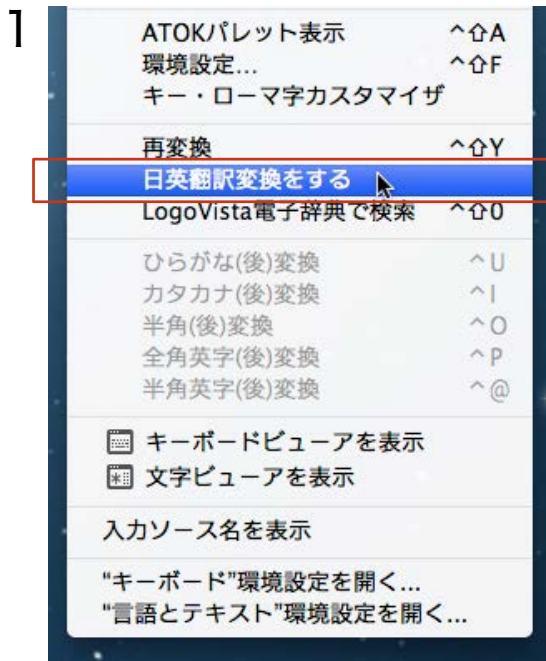 1
ATOKパレット表示 ^⇧A
環境設定... ^⇧F
キー・ローマ字カスタマイザ
再変換 ^⇧Y
日英翻訳変換をする
LogoVista電子辞典で検索 ^⇧0
ひらがな(後)変換 ^U
カタカナ(後)変換 ^I
半角(後)変換 ^O
全角英字(後)変換 ^P
半角英字(後)変換 ^@
キーボードビューアを表示
文字ビューアを表示
入力ソース名を表示
“キーボード”環境設定を開く...
“言語とテキスト”環境設定を開く...